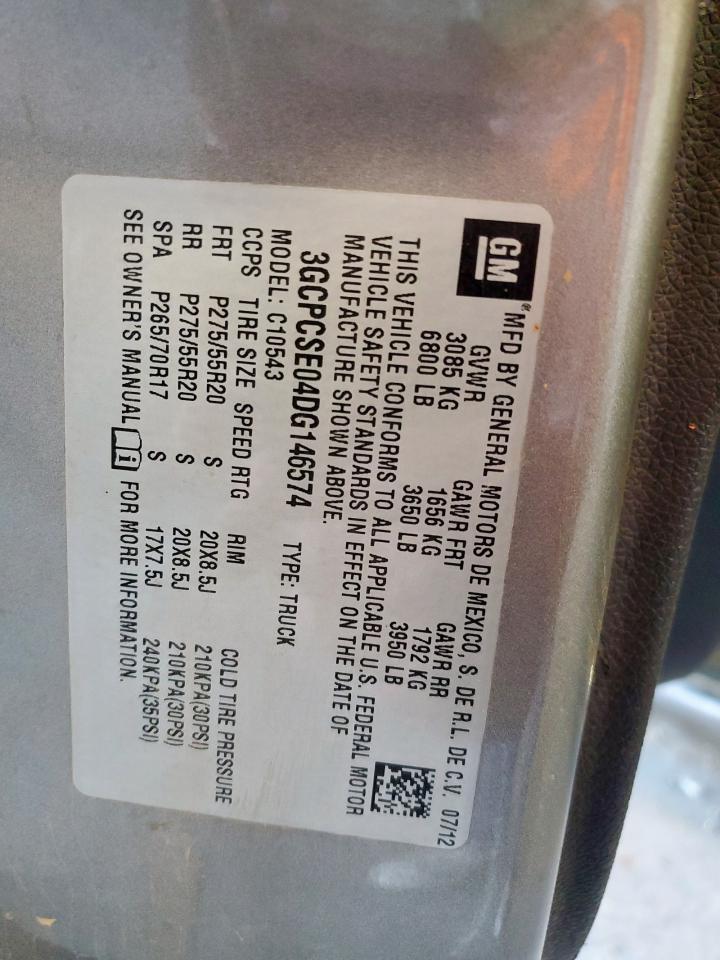 GM ® MFD BY GENERAL MOTORS DE MEXICO, S. DE R.L. DE C.V. 07/12
GVWR GAWR FRT GAWR RR
3085 KG 1656 KG 1792 KG
6800 LB 3650 LB 3950 LB
THIS VEHICLE CONFORMS TO ALL APPLICABLE U.S. FEDERAL MOTOR
VEHICLE SAFETY STANDARDS IN EFFECT ON THE DATE OF
MANUFACTURE SHOWN ABOVE.
3GCPCSE04DG146574 TYPE: TRUCK
MODEL: C10543
CCPS TIRE SIZE SPEED RTG RIM COLD TIRE PRESSURE
FRT P275/55R20 S 20X8.5J 210KPA(30PSI)
RR P275/55R20 S 20X8.5J 210KPA(30PSI)
SPA P265/70R17 S 17X7.5J 240KPA(35PSI)
SEE OWNER'S MANUAL i FOR MORE INFORMATION.